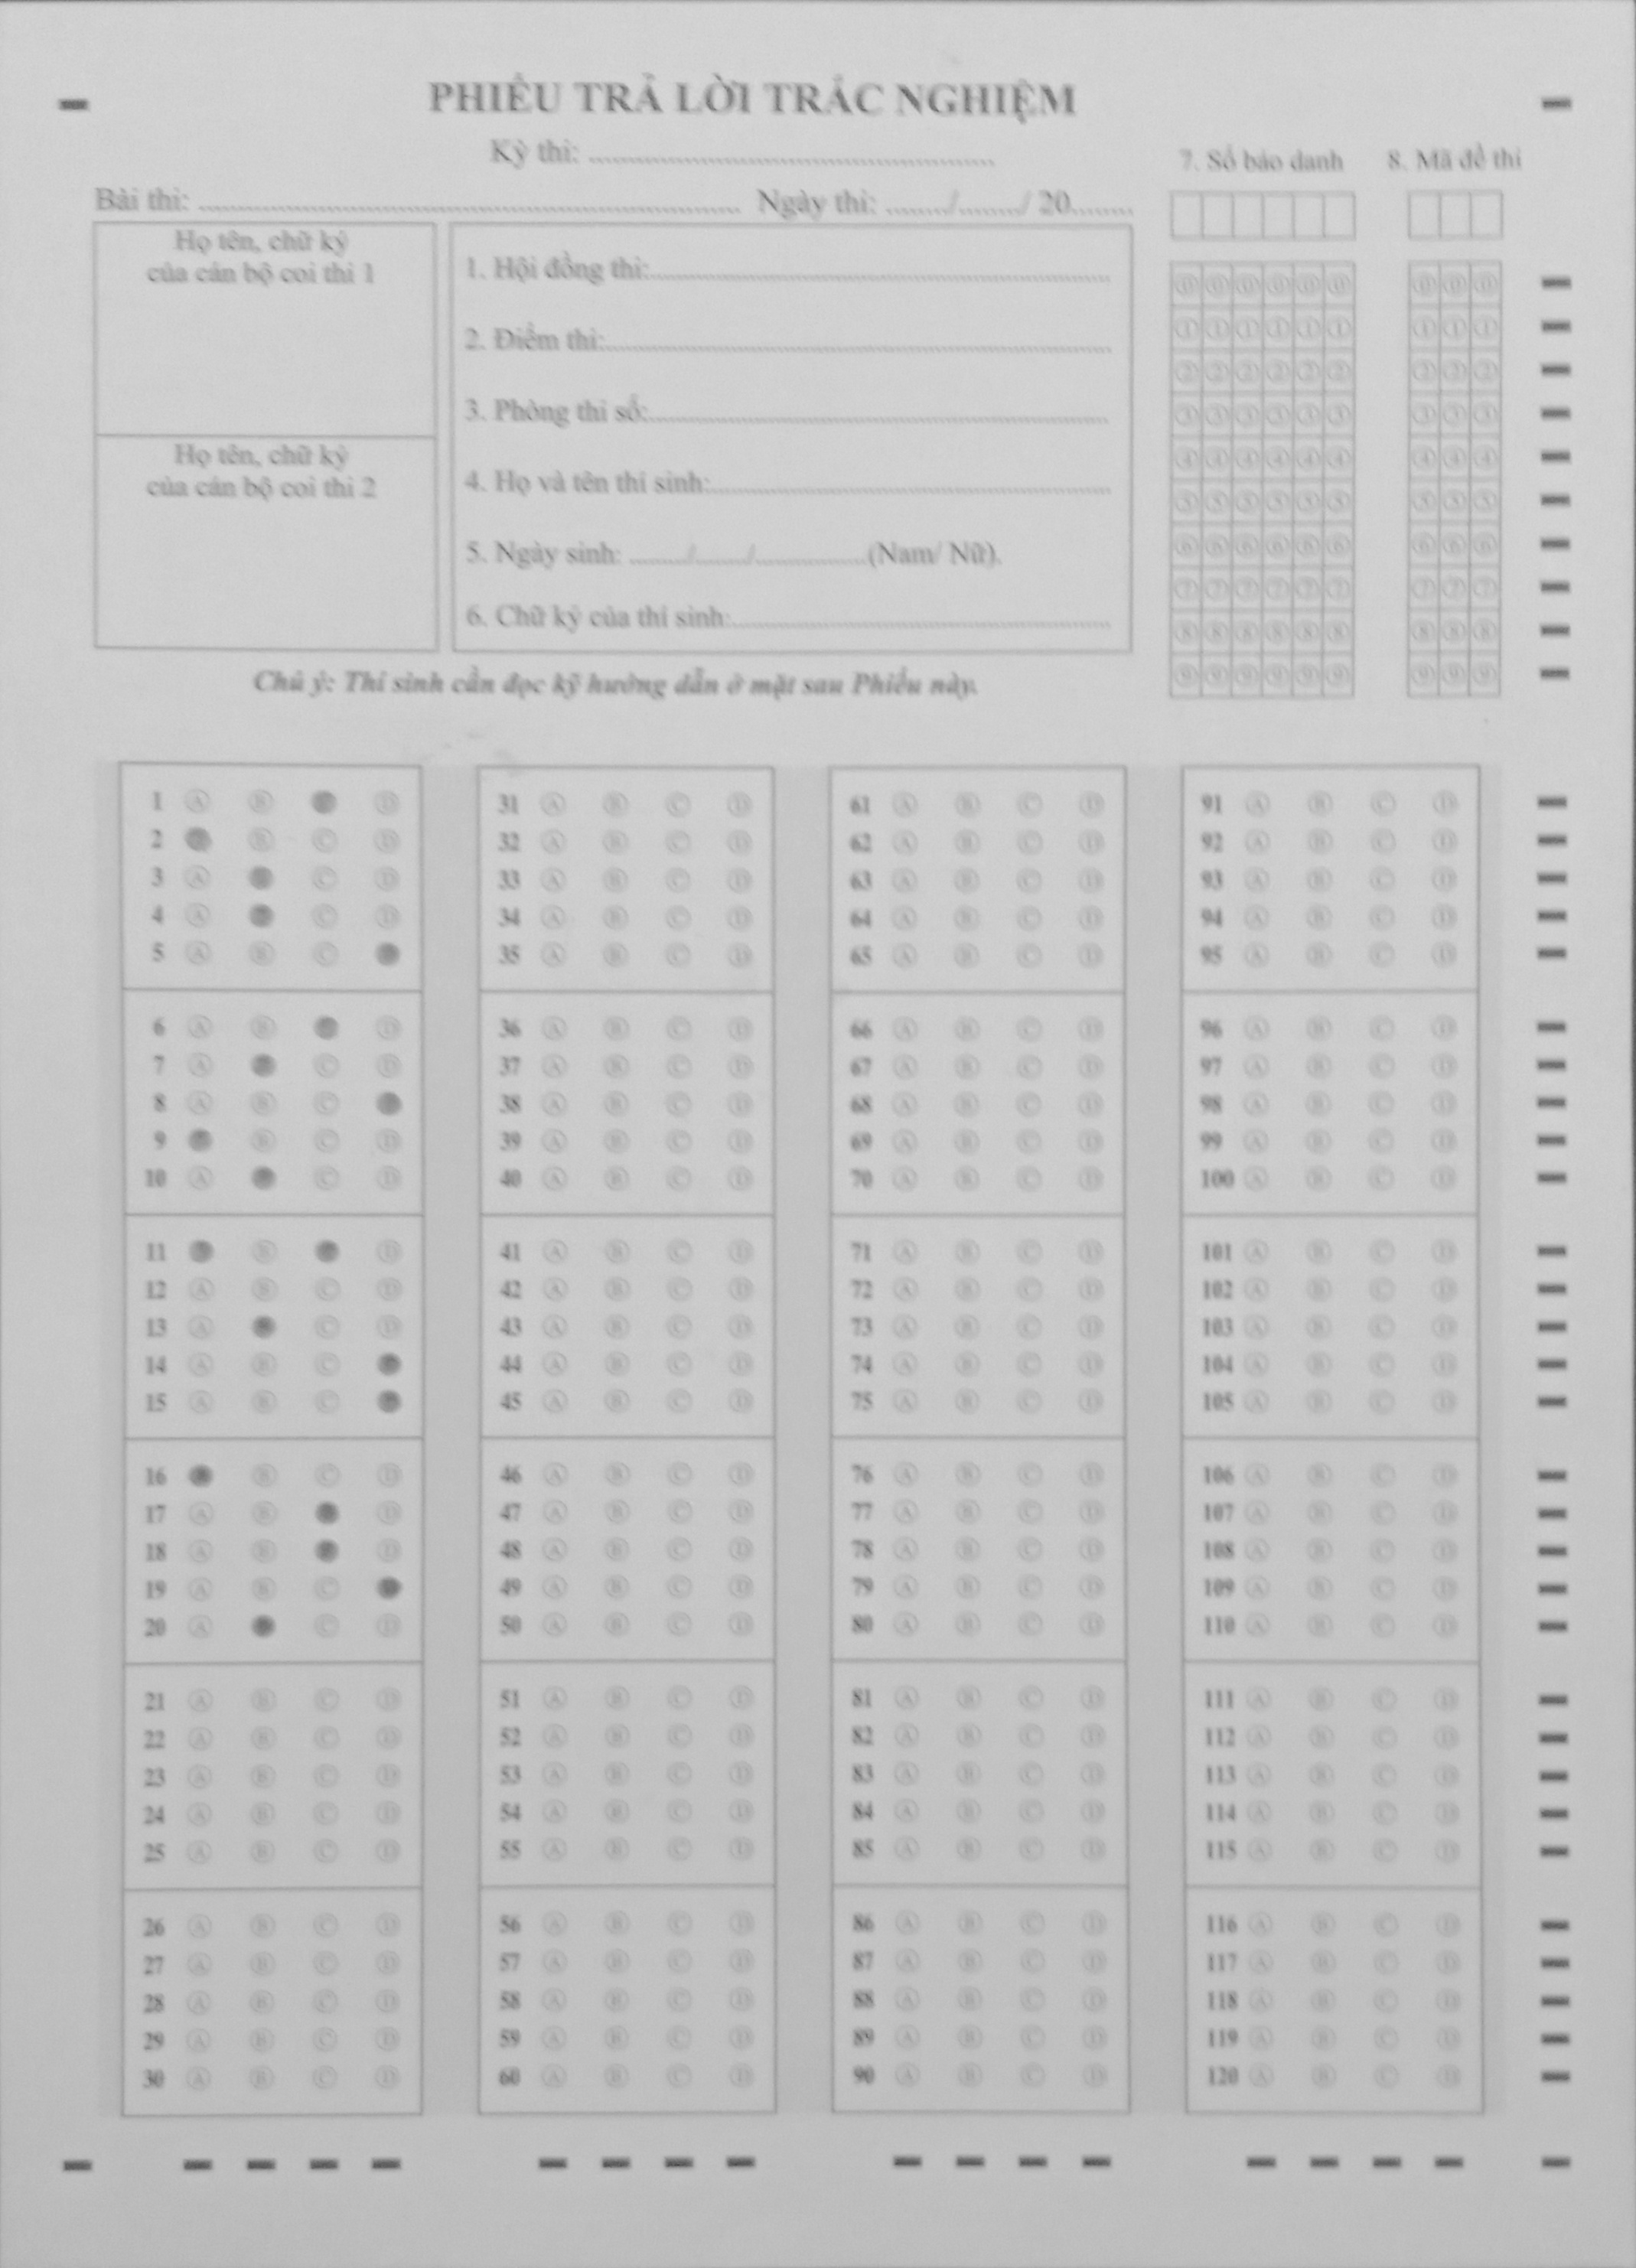 PHIẾU TRẢ LỜI TRẮC NGHIỆM
Kỳ thi: ........................................
7. Số báo danh 8. Mã đề thi
Bài thi: ........................................ Ngày thi: ......../......../ 20........
Họ tên, chữ ký
của cán bộ coi thi 1
Họ tên, chữ ký
của cán bộ coi thi 2
1. Hội đồng thi:........................................
2. Điểm thi:........................................
3. Phòng thi số:........................................
4. Họ và tên thí sinh:........................................
5. Ngày sinh: ......../......../................(Nam/ Nữ).
6. Chữ ký của thí sinh:........................................
0 0 0 0 0 0 0 0 0
1 1 1 1 1 1 1 1 1
2 2 2 2 2 2 2 2 2
3 3 3 3 3 3 3 3 3
4 4 4 4 4 4 4 4 4
5 5 5 5 5 5 5 5 5
6 6 6 6 6 6 6 6 6
7 7 7 7 7 7 7 7 7
8 8 8 8 8 8 8 8 8
9 9 9 9 9 9 9 9 9
Chú ý: Thí sinh cần đọc kỹ hướng dẫn ở mặt sau Phiếu này.
1 A B D
2 B C D
3 A C D
4 A C D
5 A B C
6 A B D
7 A C D
8 A B C
9 B C D
10 A C D
11 B D
12 A B C D
13 A C D
14 A B C
15 A B C
16 B C D
17 A B D
18 A B D
19 A B C
20 A C D
21 A B C D
22 A B C D
23 A B C D
24 A B C D
25 A B C D
26 A B C D
27 A B C D
28 A B C D
29 A B C D
30 A B C D
31 A B C D
32 A B C D
33 A B C D
34 A B C D
35 A B C D
36 A B C D
37 A B C D
38 A B C D
39 A B C D
40 A B C D
41 A B C D
42 A B C D
43 A B C D
44 A B C D
45 A B C D
46 A B C D
47 A B C D
48 A B C D
49 A B C D
50 A B C D
51 A B C D
52 A B C D
53 A B C D
54 A B C D
55 A B C D
56 A B C D
57 A B C D
58 A B C D
59 A B C D
60 A B C D
61 A B C D
62 A B C D
63 A B C D
64 A B C D
65 A B C D
66 A B C D
67 A B C D
68 A B C D
69 A B C D
70 A B C D
71 A B C D
72 A B C D
73 A B C D
74 A B C D
75 A B C D
76 A B C D
77 A B C D
78 A B C D
79 A B C D
80 A B C D
81 A B C D
82 A B C D
83 A B C D
84 A B C D
85 A B C D
86 A B C D
87 A B C D
88 A B C D
89 A B C D
90 A B C D
91 A B C D
92 A B C D
93 A B C D
94 A B C D
95 A B C D
96 A B C D
97 A B C D
98 A B C D
99 A B C D
100 A B C D
101 A B C D
102 A B C D
103 A B C D
104 A B C D
105 A B C D
106 A B C D
107 A B C D
108 A B C D
109 A B C D
110 A B C D
111 A B C D
112 A B C D
113 A B C D
114 A B C D
115 A B C D
116 A B C D
117 A B C D
118 A B C D
119 A B C D
120 A B C D